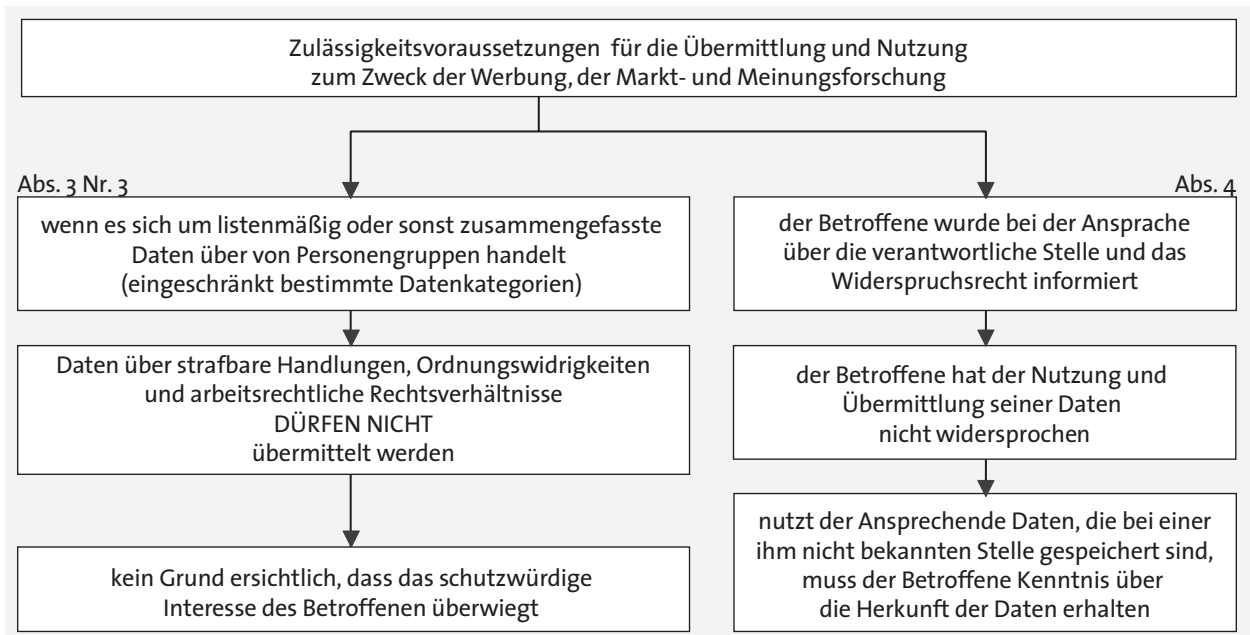 Zulässigkeitsvoraussetzungen für die Übermittlung und Nutzung
zum Zweck der Werbung, der Markt- und Meinungsforschung
Abs. 3 Nr. 3
wenn es sich um listenmäßig oder sonst zusammengefasste
Daten über von Personengruppen handelt
(eingeschränkt bestimmte Datenkategorien)
Daten über strafbare Handlungen, Ordnungswidrigkeiten
und arbeitsrechtliche Rechtsverhältnisse
DÜRFEN NICHT
übermittelt werden
kein Grund ersichtlich, dass das schutzwürdige
Interesse des Betroffenen überwiegt
Abs. 4
der Betroffene wurde bei der Ansprache
über die verantwortliche Stelle und das
Widerspruchsrecht informiert
der Betroffene hat der Nutzung und
Übermittlung seiner Daten
nicht widersprochen
nutzt der Ansprechende Daten, die bei einer
ihm nicht bekannten Stelle gespeichert sind,
muss der Betroffene Kenntnis über
die Herkunft der Daten erhalten